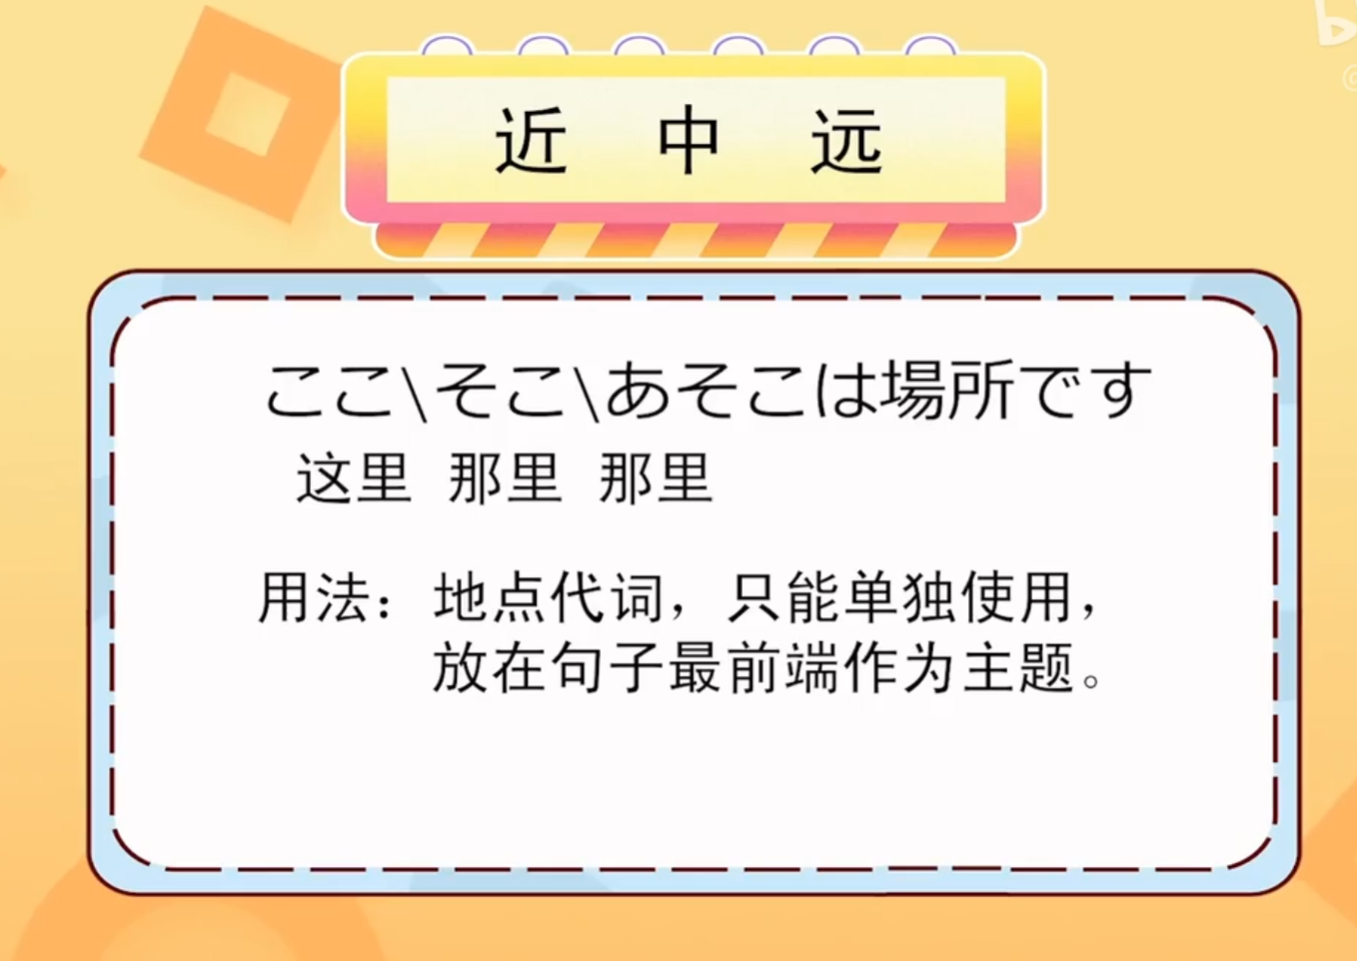 近 中 远
ここ\そこ\あそこは場所です
这里 那里 那里
用法：地点代词，只能单独使用，
放在句子最前端作为主题。